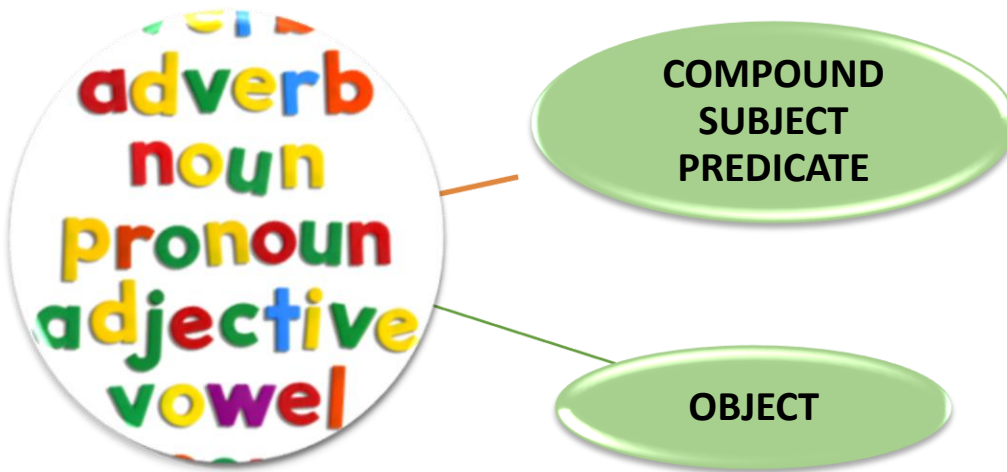 adverb
noun
pronoun
adjective
vowel
COMPOUND
SUBJECT
PREDICATE
OBJECT